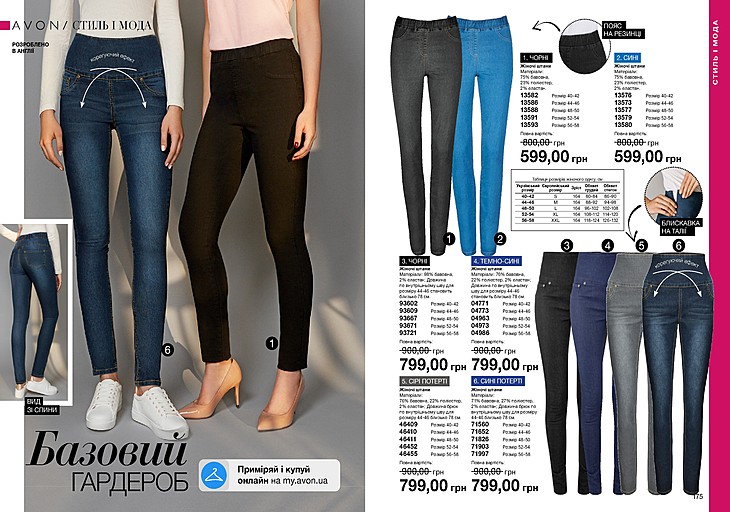 AVON / СТИЛЬ І МОДА
РОЗРОБЛЕНО
В АНГЛІЇ
коригуючий ефект
6
1
ВИД
ЗІ СПИНИ
Базовий
ГАРДЕРОБ
Приміряй і купуй
онлайн на my.avon.ua
СТИЛЬ І МОДА
ПОЯС
НА РЕЗИНЦІ
1. ЧОРНІ
Жіночі штани
Матеріали:
75% бавовна,
23% поліестер,
2% еластан.
13582 Розмір 40-42
13586 Розмір 44-46
13588 Розмір 48-50
13591 Розмір 52-54
13593 Розмір 56-58
Повна вартість:
800,00 грн
599,00 грн
2. СИНІ
Жіночі штани
Матеріали:
75% бавовна,
23% поліестер,
2% еластан.
13576 Розмір 40-42
13573 Розмір 44-46
13577 Розмір 48-50
13579 Розмір 52-54
13580 Розмір 56-58
Повна вартість:
800,00 грн
599,00 грн
Таблиця розмірів жіночого одягу, см
Український розмір Європейський розмір Зріст Обхват грудей Обхват стегон
40-42 S 164 80-84 86-90
44-46 M 164 88-92 94-98
48-50 L 164 96-102 102-108
52-54 XL 164 108-112 114-120
56-58 XXL 164 118-124 126-132
БЛИСКАВКА
НА ТАЛІЇ
1
2
3
4
5
6
коригуючий ефект
3. ЧОРНІ
Жіночі штани
Матеріали: 98% бавовна,
2% еластан. Довжина
по внутрішньому шву для
розміру 44-46 становить
близько 78 см.
93602 Розмір 40-42
93609 Розмір 44-46
93667 Розмір 48-50
93671 Розмір 52-54
93721 Розмір 56-58
Повна вартість:
900,00 грн
799,00 грн
4. ТЕМНО-СИНІ
Жіночі штани
Матеріали: 76% бавовна,
22% поліестер, 2% еластан.
Довжина по внутрішньому
шву для розміру 44-46
становить близько 78 см.
04771 Розмір 40-42
04773 Розмір 44-46
04963 Розмір 48-50
04973 Розмір 52-54
04986 Розмір 56-58
Повна вартість:
900,00 грн
799,00 грн
5. СІРІ ПОТЕРТІ
Жіночі штани
Матеріали:
76% бавовна, 22% поліестер,
2% еластан. Довжина брюк по
внутрішньому шву для розміру
44-46 становить близько 78 см.
46409 Розмір 40-42
46410 Розмір 44-46
46411 Розмір 48-50
46452 Розмір 52-54
46455 Розмір 56-58
Повна вартість:
900,00 грн
799,00 грн
6. СИНІ ПОТЕРТІ
Жіночі штани
Матеріали:
71% бавовна, 27% поліестер,
2% еластан. Довжина брюк по
внутрішньому шву для розміру
44-46 становить близько 78 см.
71560 Розмір 40-42
71652 Розмір 44-46
71826 Розмір 48-50
71903 Розмір 52-54
71997 Розмір 56-58
Повна вартість:
900,00 грн
799,00 грн
175